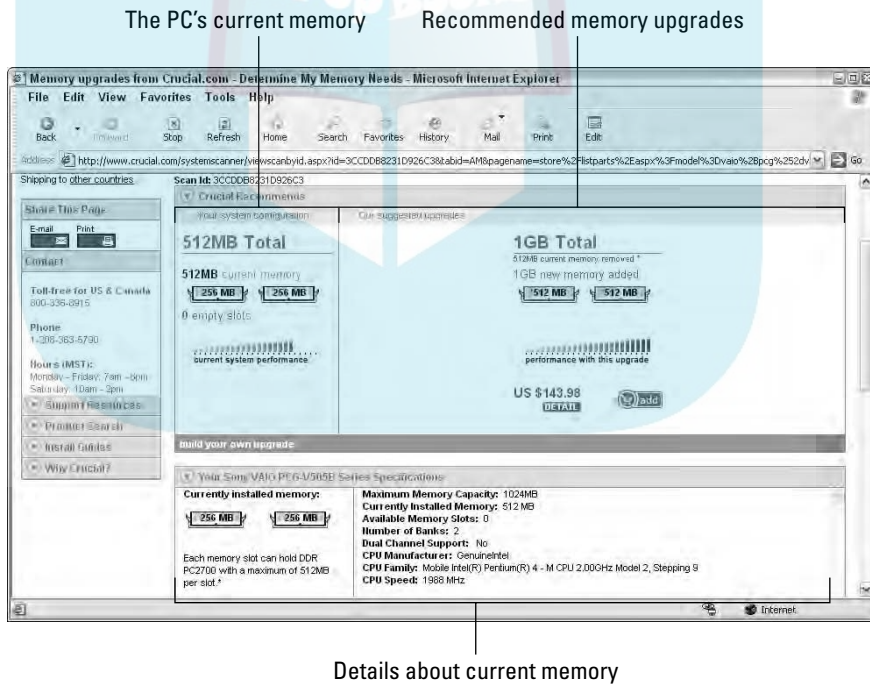 The PC's current memory
Recommended memory upgrades
Memory upgrades from Crucial.com - Determine My Memory Needs - Microsoft Internet Explorer
File Edit View Favorites Tools Help
Back Forward Stop Refresh Home Search Favorites History Mail Print Edit
Address http://www.crucial.com/systemscanner/viewscanbyid.aspx?id=3CCDDB8231D926C3&tabid=AM&pagename=store%2Flistparts%2Easpx%3Fmodel%3Dvaio%2Bpcg%252dv Go
Shipping to other countries
Share This Page
E-mail Print
Contact
Toll-free for US & Canada
800-336-8915
Phone
1-208-363-5790
Hours (MST):
Monday - Friday, 7am -6pm
Saturday, 10am - 2pm
Support Resources
Product Search
Install Guides
Why Crucial?
Scan Id: 3CCDDB8231D926C3
Crucial Recommends
Your system configuration
Our suggested upgrades
512MB Total
512MB current memory
256 MB 256 MB
0 empty slots
current system performance
1GB Total
512MB current memory removed *
1GB new memory added
512 MB 512 MB
performance with this upgrade
US $143.98
DETAIL
add
build your own upgrade
Your Sony VAIO PCG-V505B Series Specifications
Currently installed memory:
256 MB 256 MB
Each memory slot can hold DDR
PC2700 with a maximum of 512MB
per slot.*
Maximum Memory Capacity: 1024MB
Currently Installed Memory: 512 MB
Available Memory Slots: 0
Number of Banks: 2
Dual Channel Support: No
CPU Manufacturer: GenuineIntel
CPU Family: Mobile Intel(R) Pentium(R) 4 - M CPU 2.00GHz Model 2, Stepping 9
CPU Speed: 1988 MHz
Internet
Details about current memory